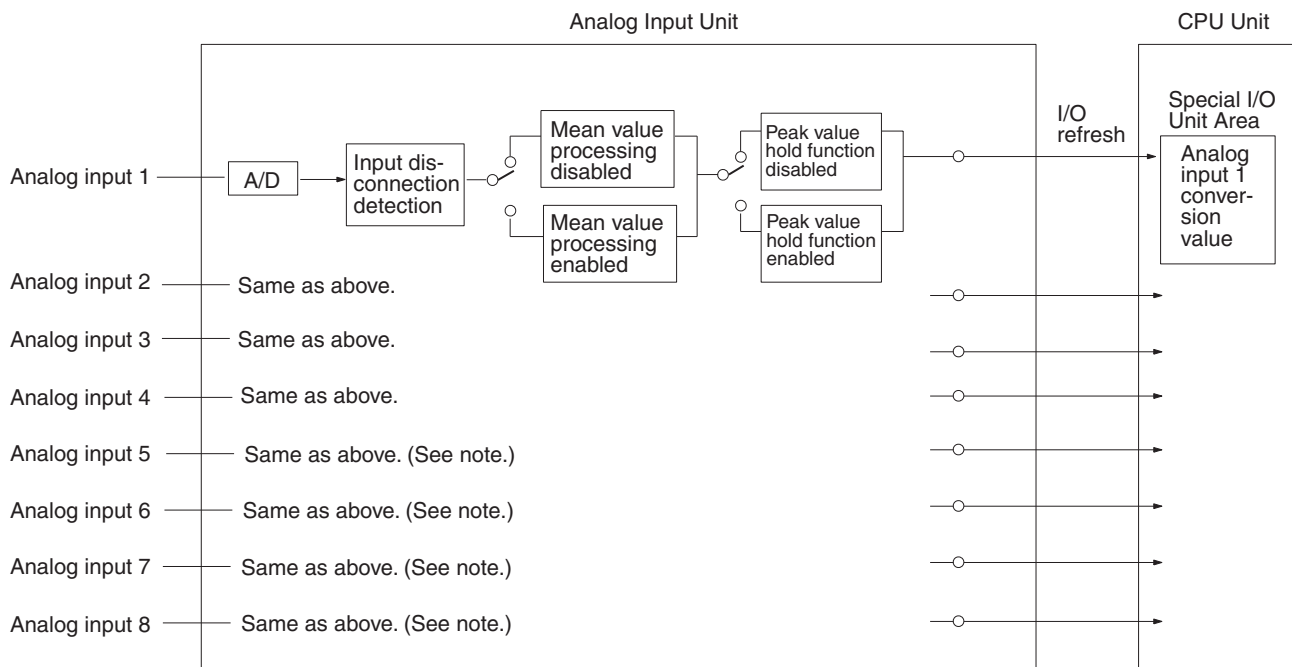 Analog Input Unit
CPU Unit
I/O
refresh
Special I/O
Unit Area
Analog input 1
A/D
Input dis-
connection
detection
Mean value
processing
disabled
Mean value
processing
enabled
Peak value
hold function
disabled
Peak value
hold function
enabled
Analog
input 1
conver-
sion
value
Analog input 2
Same as above.
Analog input 3
Same as above.
Analog input 4
Same as above.
Analog input 5
Same as above. (See note.)
Analog input 6
Same as above. (See note.)
Analog input 7
Same as above. (See note.)
Analog input 8
Same as above. (See note.)